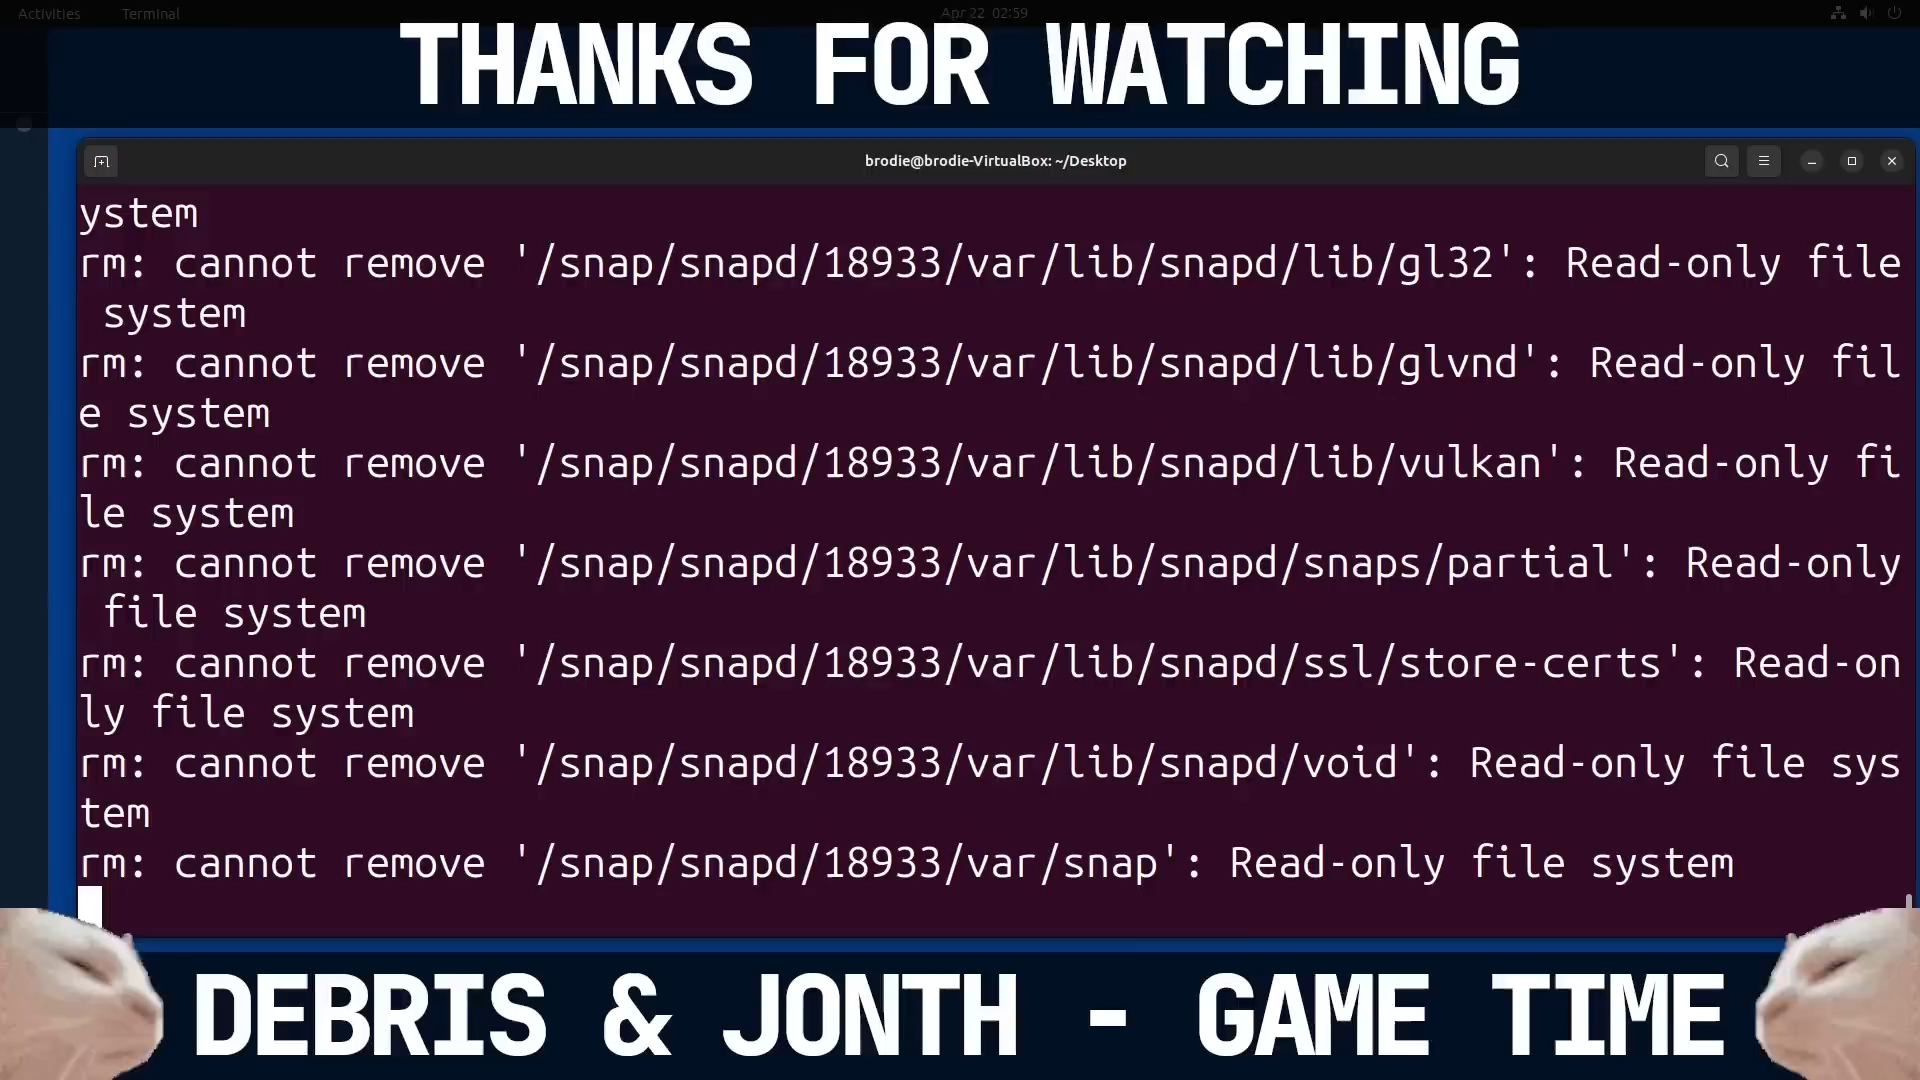 Activities Terminal Apr 22 02:59
THANKS FOR WATCHING
brodie@brodie-VirtualBox: ~/Desktop
ystem
rm: cannot remove '/snap/snapd/18933/var/lib/snapd/lib/gl32': Read-only file
 system
rm: cannot remove '/snap/snapd/18933/var/lib/snapd/lib/glvnd': Read-only fil
e system
rm: cannot remove '/snap/snapd/18933/var/lib/snapd/lib/vulkan': Read-only fi
le system
rm: cannot remove '/snap/snapd/18933/var/lib/snapd/snaps/partial': Read-only
 file system
rm: cannot remove '/snap/snapd/18933/var/lib/snapd/ssl/store-certs': Read-on
ly file system
rm: cannot remove '/snap/snapd/18933/var/lib/snapd/void': Read-only file sys
tem
rm: cannot remove '/snap/snapd/18933/var/snap': Read-only file system
DEBRIS & JONTH - GAME TIME